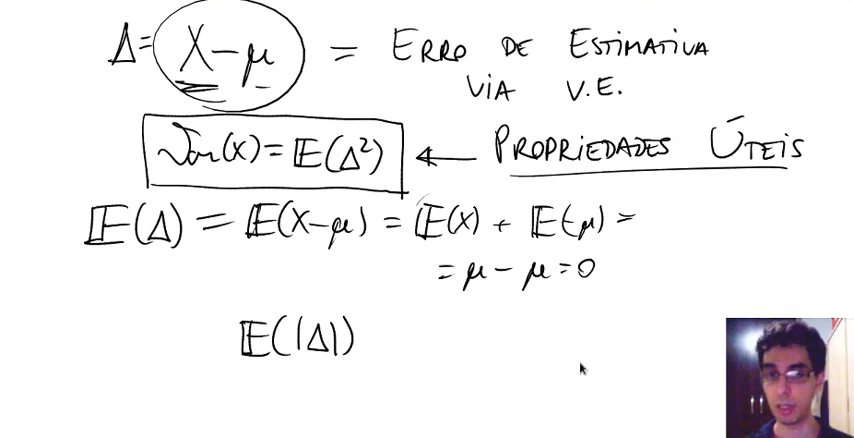 Δ = X − μ = ERRO DE ESTIMATIVA
VIA V.E.
Var(X) = 𝔼(Δ²) ← PROPRIEDADES ÚTEIS
𝔼(Δ) = 𝔼(X−μ) = 𝔼(X) + 𝔼(−μ) =
= μ − μ = 0
𝔼(|Δ|)